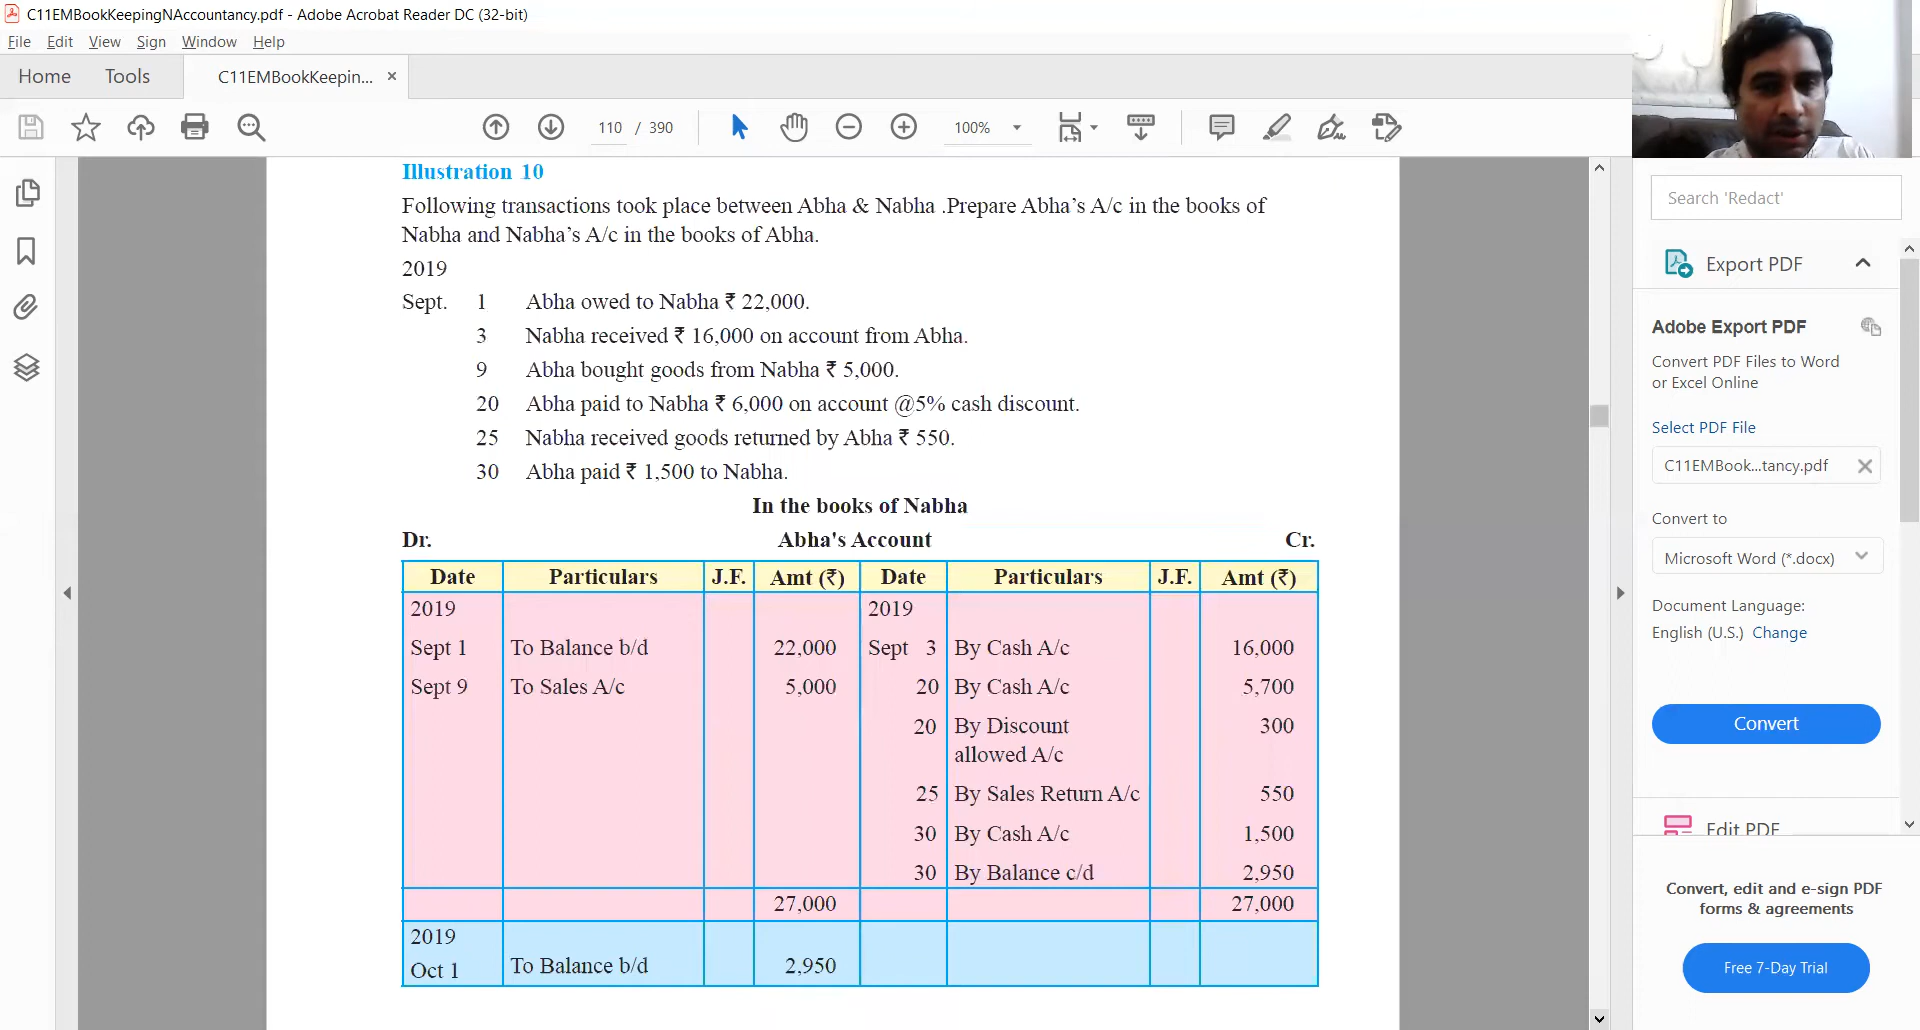 C11EMBookKeepingNAccountancy.pdf - Adobe Acrobat Reader DC (32-bit)
File Edit View Sign Window Help
Home Tools C11EMBookKeepin... ×
110 / 390 100%
Illustration 10
Following transactions took place between Abha & Nabha .Prepare Abha's A/c in the books of
Nabha and Nabha's A/c in the books of Abha.
2019
Sept. 1 Abha owed to Nabha ₹ 22,000.
3 Nabha received ₹ 16,000 on account from Abha.
9 Abha bought goods from Nabha ₹ 5,000.
20 Abha paid to Nabha ₹ 6,000 on account @5% cash discount.
25 Nabha received goods returned by Abha ₹ 550.
30 Abha paid ₹ 1,500 to Nabha.
In the books of Nabha
Dr. Abha's Account Cr.
Date Particulars J.F. Amt (₹) Date Particulars J.F. Amt (₹)
2019 2019
Sept 1 To Balance b/d 22,000 Sept 3 By Cash A/c 16,000
Sept 9 To Sales A/c 5,000 20 By Cash A/c 5,700
20 By Discount 300
allowed A/c
25 By Sales Return A/c 550
30 By Cash A/c 1,500
30 By Balance c/d 2,950
27,000 27,000
2019
Oct 1 To Balance b/d 2,950
Search 'Redact'
Export PDF
Adobe Export PDF
Convert PDF Files to Word
or Excel Online
Select PDF File
C11EMBook...tancy.pdf
Convert to
Microsoft Word (*.docx)
Document Language:
English (U.S.) Change
Convert
Edit PDF
Convert, edit and e-sign PDF
forms & agreements
Free 7-Day Trial